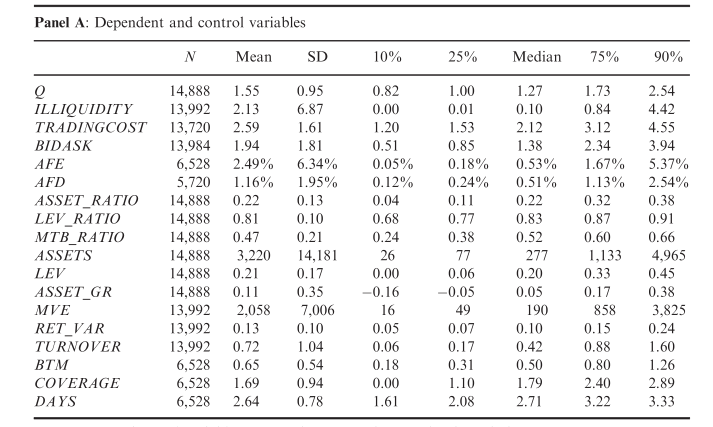 Panel A: Dependent and control variables
N Mean SD 10% 25% Median 75% 90%
Q 14,888 1.55 0.95 0.82 1.00 1.27 1.73 2.54
ILLIQUIDITY 13,992 2.13 6.87 0.00 0.01 0.10 0.84 4.42
TRADINGCOST 13,720 2.59 1.61 1.20 1.53 2.12 3.12 4.55
BIDASK 13,984 1.94 1.81 0.51 0.85 1.38 2.34 3.94
AFE 6,528 2.49% 6.34% 0.05% 0.18% 0.53% 1.67% 5.37%
AFD 5,720 1.16% 1.95% 0.12% 0.24% 0.51% 1.13% 2.54%
ASSET_RATIO 14,888 0.22 0.13 0.04 0.11 0.22 0.32 0.38
LEV_RATIO 14,888 0.81 0.10 0.68 0.77 0.83 0.87 0.91
MTB_RATIO 14,888 0.47 0.21 0.24 0.38 0.52 0.60 0.66
ASSETS 14,888 3,220 14,181 26 77 277 1,133 4,965
LEV 14,888 0.21 0.17 0.00 0.06 0.20 0.33 0.45
ASSET_GR 14,888 0.11 0.35 −0.16 −0.05 0.05 0.17 0.38
MVE 13,992 2,058 7,006 16 49 190 858 3,825
RET_VAR 13,992 0.13 0.10 0.05 0.07 0.10 0.15 0.24
TURNOVER 13,992 0.72 1.04 0.06 0.17 0.42 0.88 1.60
BTM 6,528 0.65 0.54 0.18 0.31 0.50 0.80 1.26
COVERAGE 6,528 1.69 0.94 0.00 1.10 1.79 2.40 2.89
DAYS 6,528 2.64 0.78 1.61 2.08 2.71 3.22 3.33